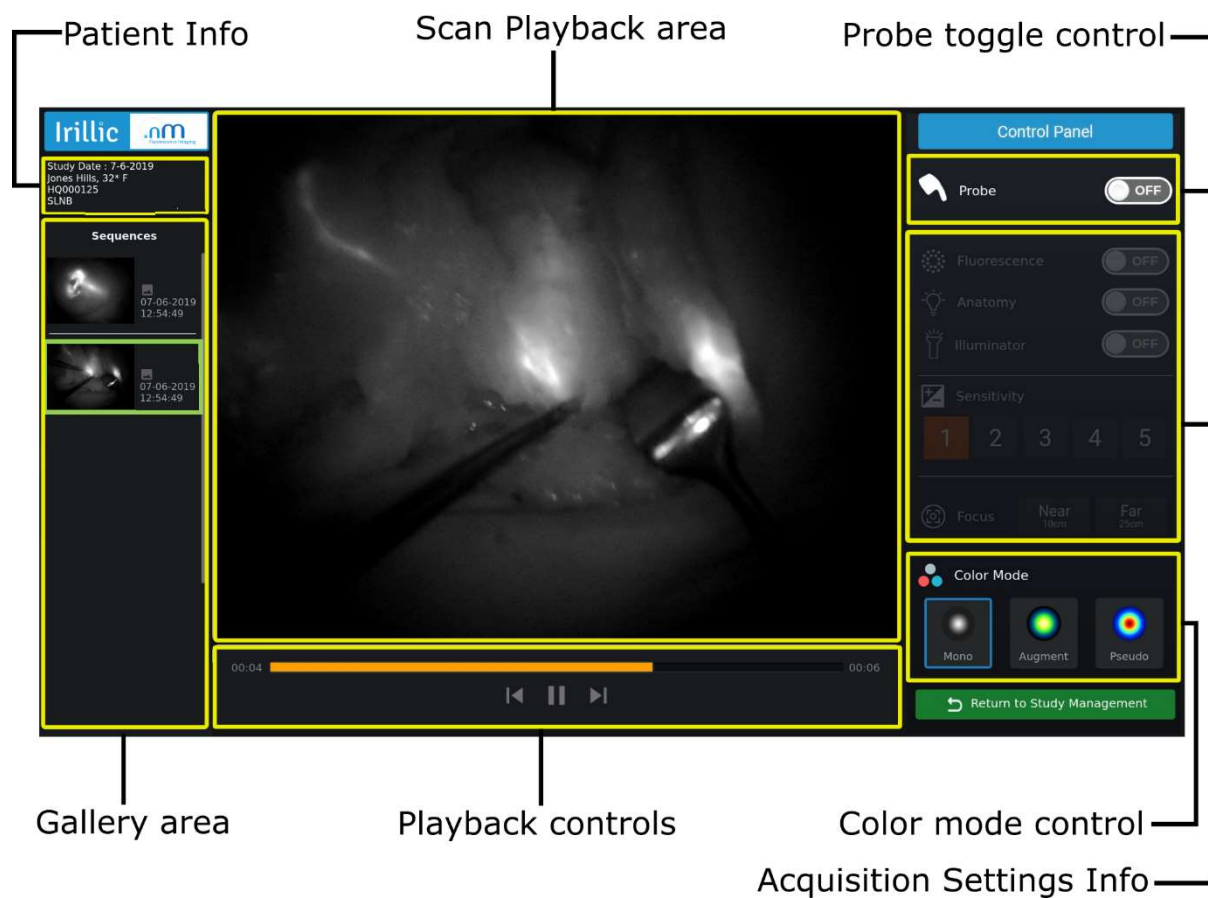 Patient Info
Scan Playback area
Probe toggle control
Irillic
.nm
Fluorescence Imaging
Control Panel
Study Date : 7-6-2019
Jones Hills, 32* F
HQ000125
SLNB
Probe
OFF
Sequences
07-06-2019
12:54:49
07-06-2019
12:54:49
Fluorescence
OFF
Anatomy
OFF
Illuminator
OFF
Sensitivity
1 2 3 4 5
Focus
Near
10cm
Far
25cm
Color Mode
Mono
Augment
Pseudo
00:04
00:06
Return to Study Management
Gallery area
Playback controls
Color mode control
Acquisition Settings Info